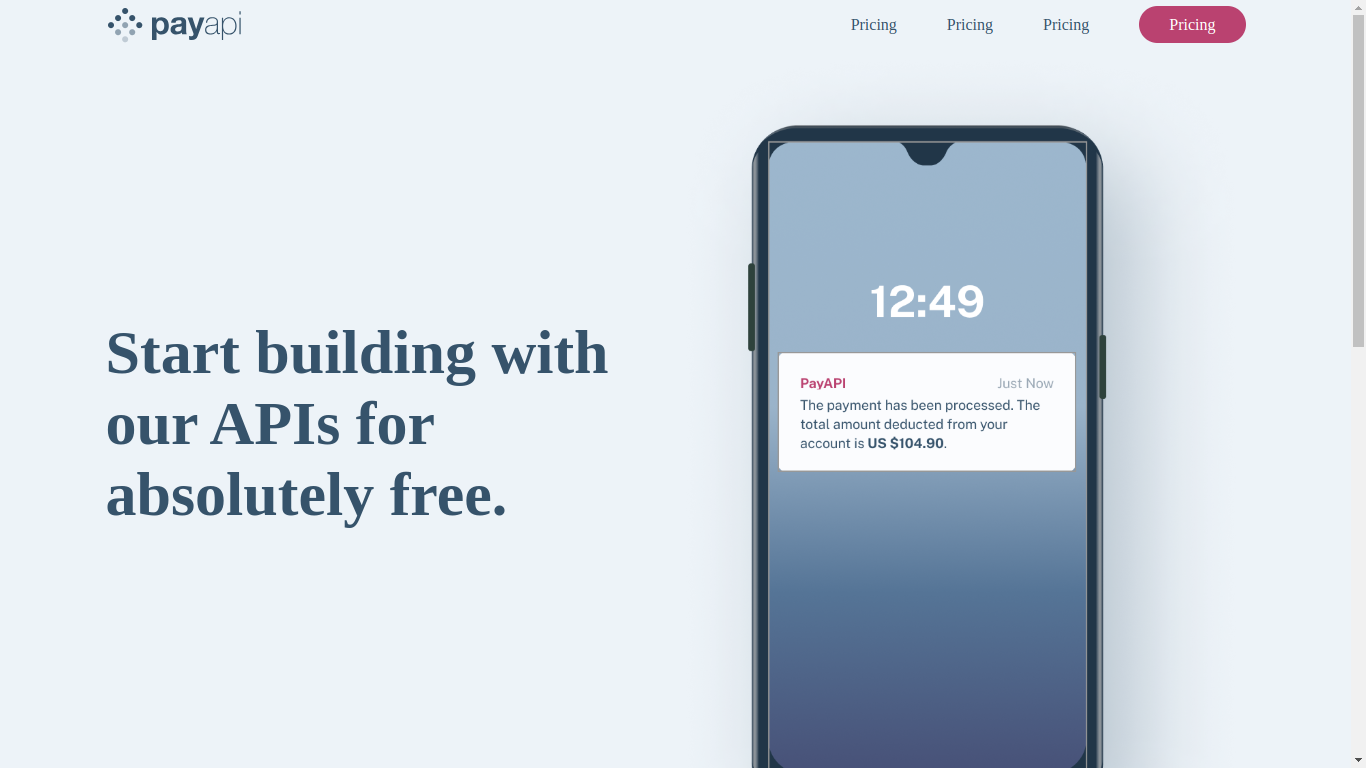 payapi
Pricing
Pricing
Pricing
Pricing
12:49
Start building with
our APIs for
absolutely free.
PayAPI
Just Now
The payment has been processed. The
total amount deducted from your
account is US $104.90.